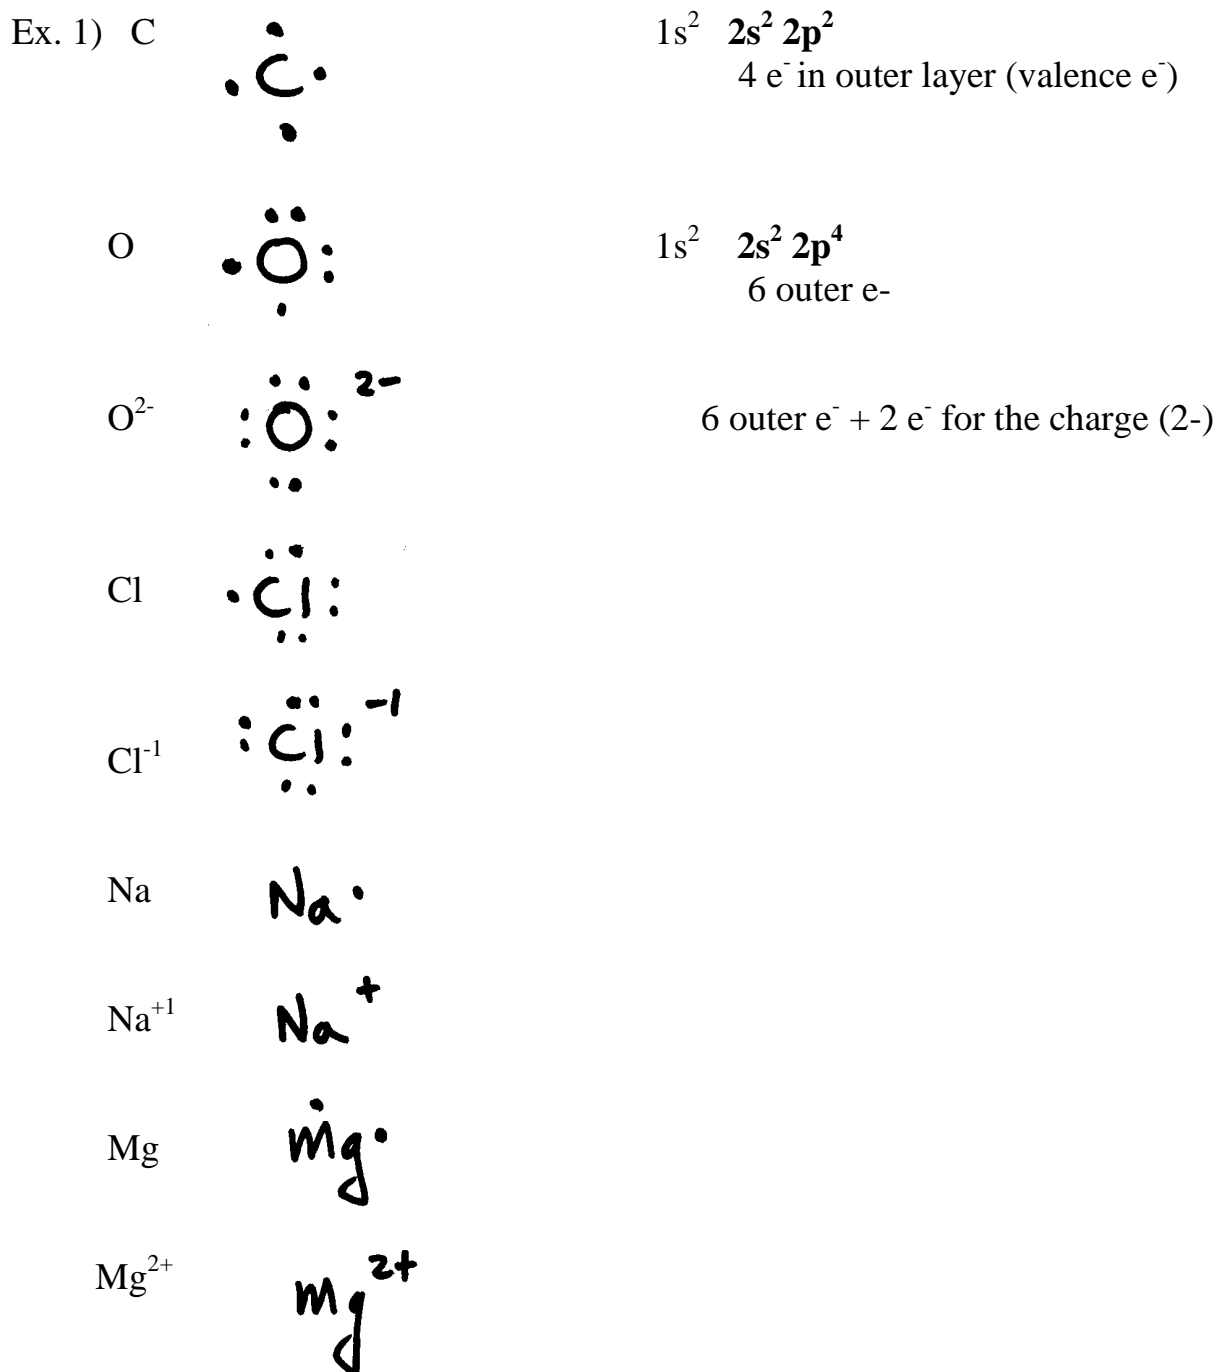 Ex. 1) C C 1s² 2s² 2p²
4 e⁻ in outer layer (valence e⁻)
O O 1s² 2s² 2p⁴
6 outer e-
O²⁻ O 2- 6 outer e⁻ + 2 e⁻ for the charge (2-)
Cl Cl
Cl⁻¹ Cl -1
Na Na
Na⁺¹ Na +
Mg Mg
Mg²⁺ Mg 2+